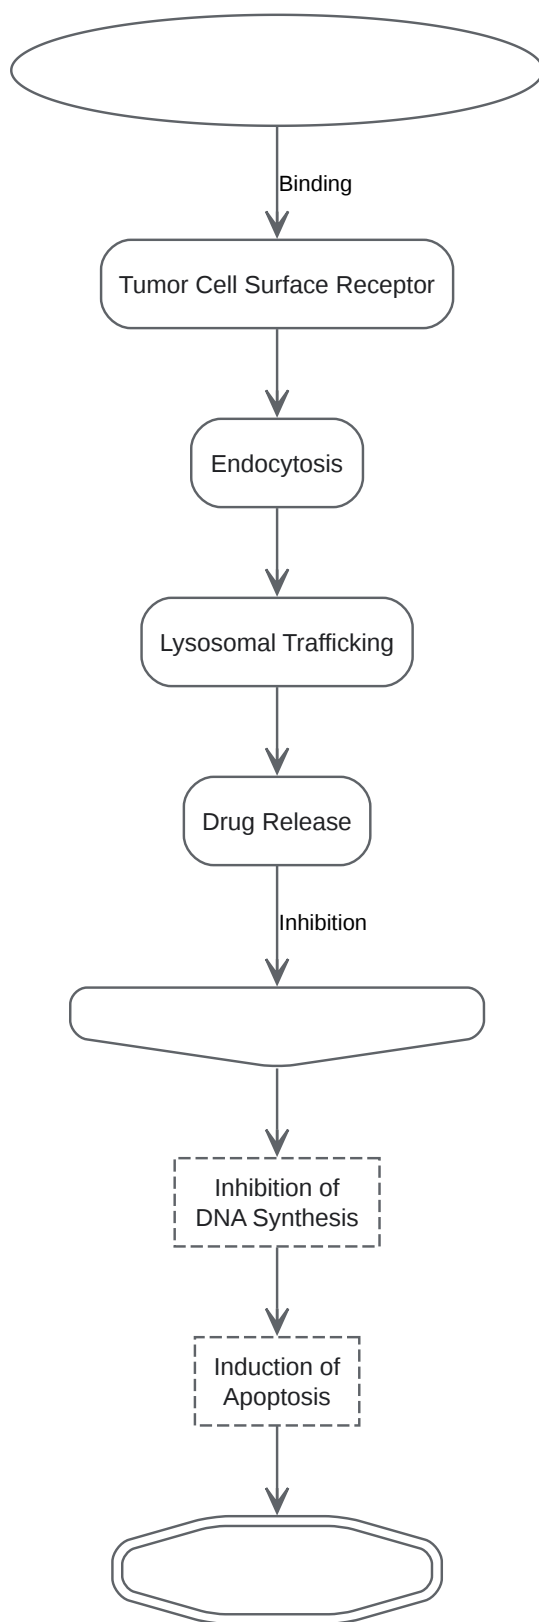 Binding
Tumor Cell Surface Receptor
Endocytosis
Lysosomal Trafficking
Drug Release
Inhibition
Inhibition of
DNA Synthesis
Induction of
Apoptosis